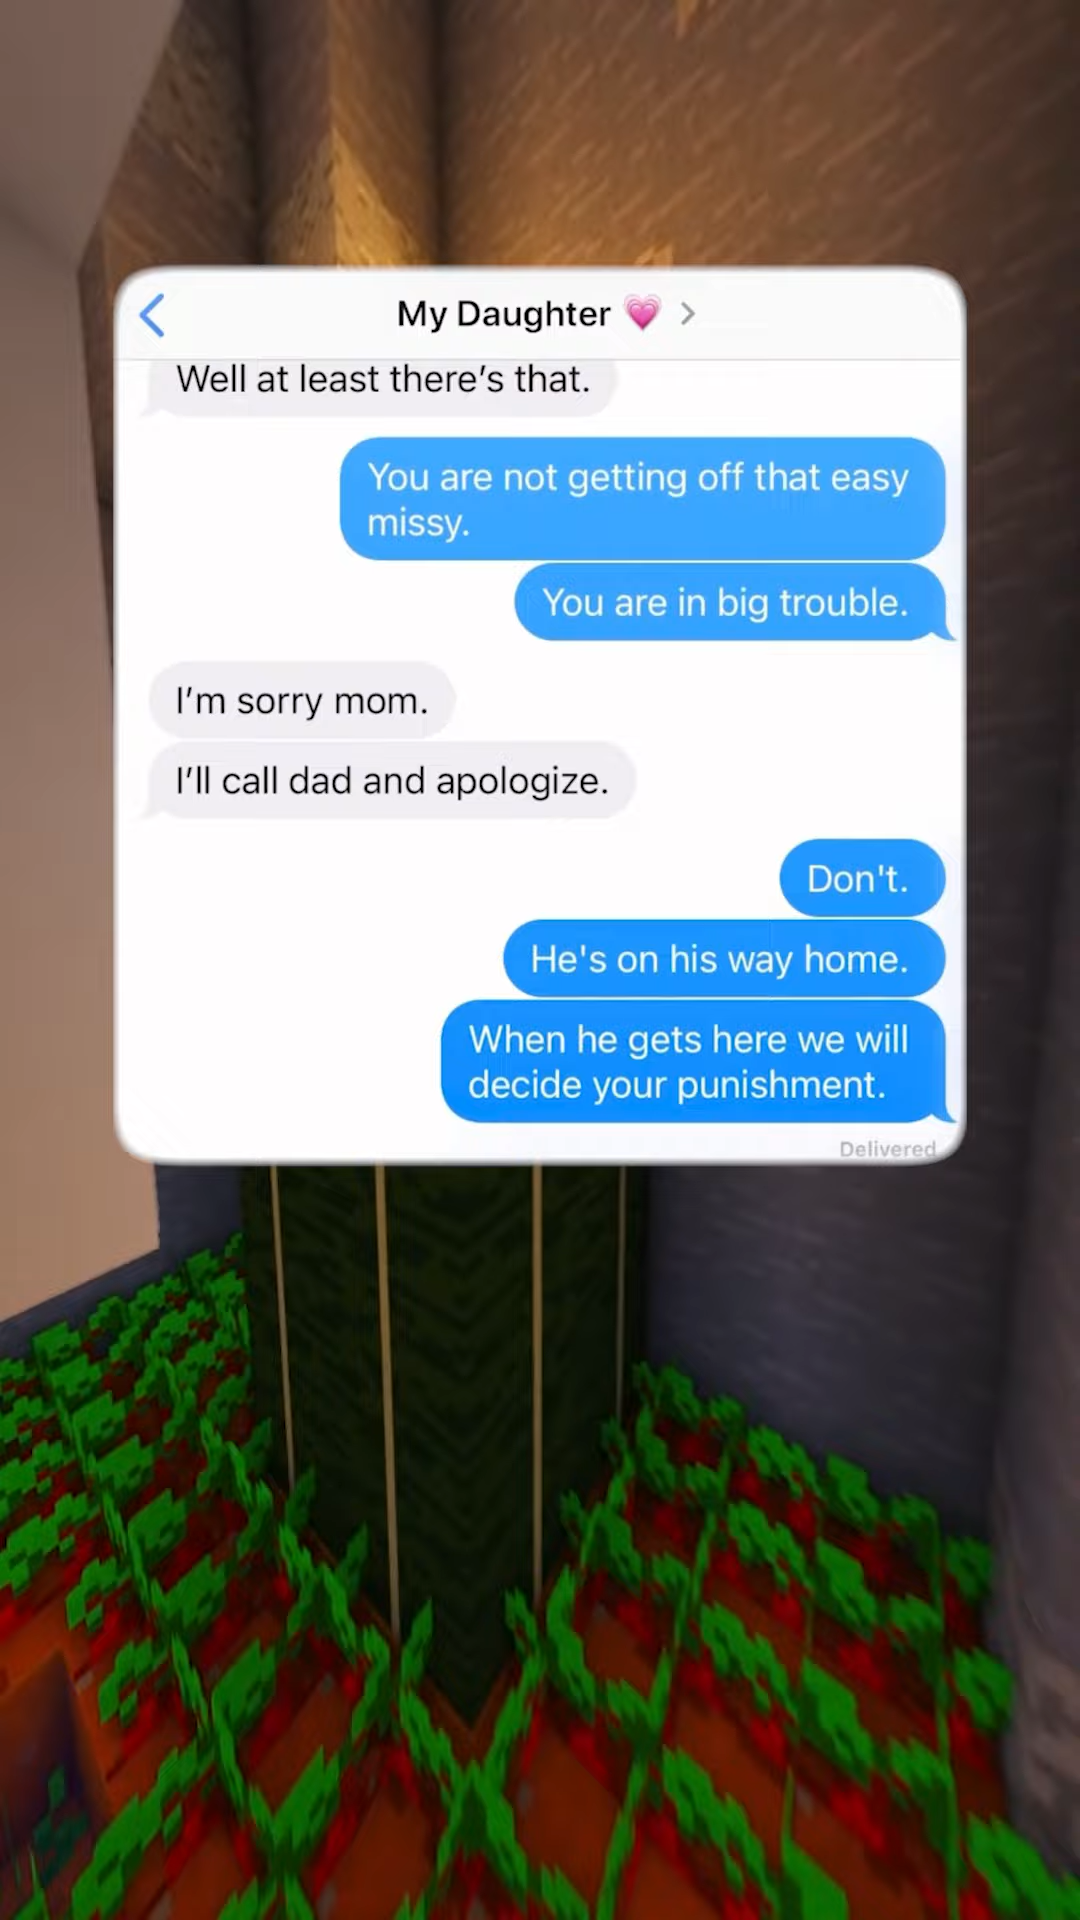 My Daughter 💗
Well at least there’s that.
You are not getting off that easy
missy.
You are in big trouble.
I’m sorry mom.
I’ll call dad and apologize.
Don't.
He's on his way home.
When he gets here we will
decide your punishment.
Delivered